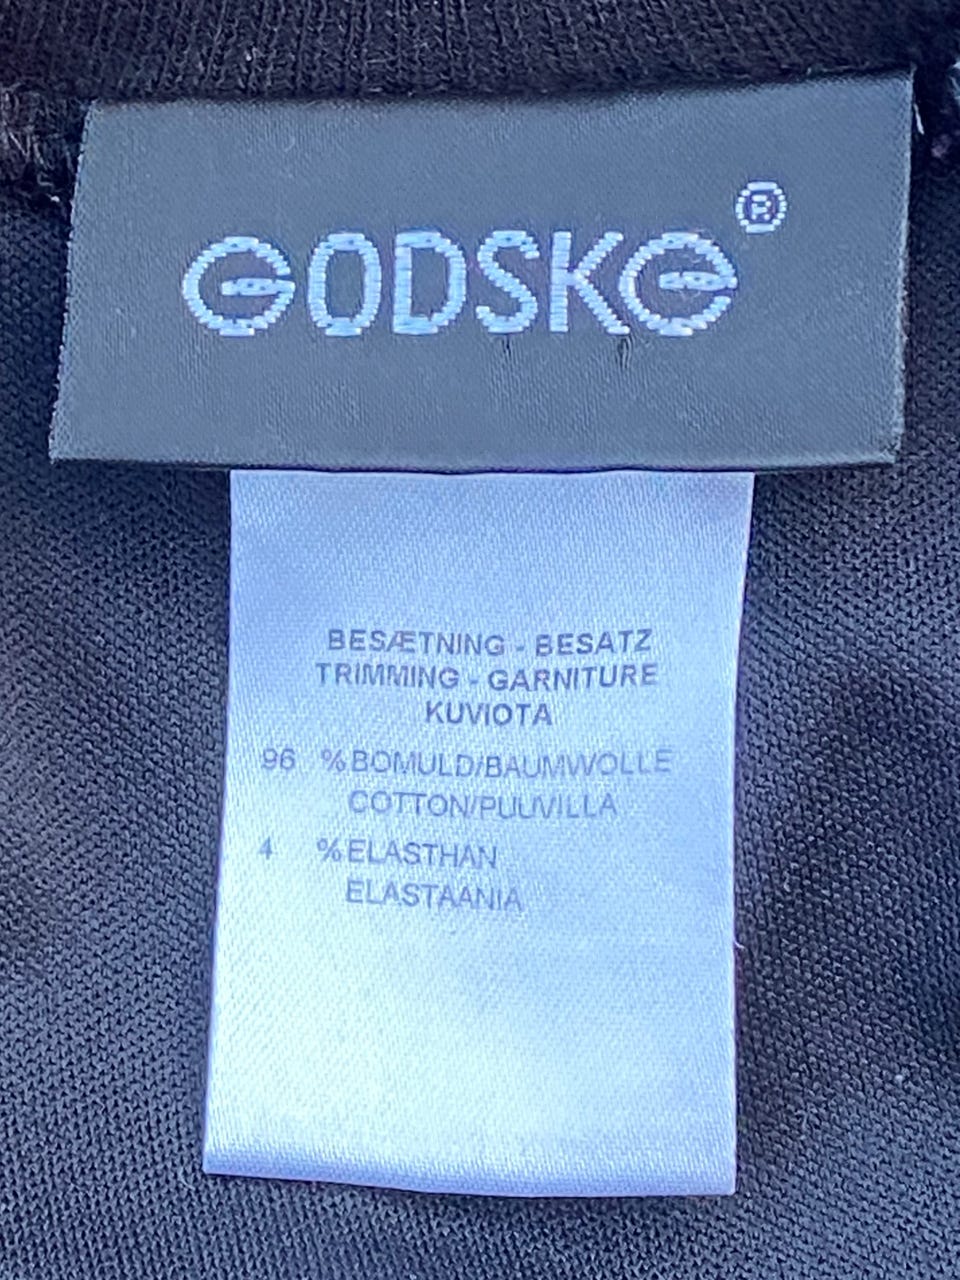 GODSKE®
BESÆTNING - BESATZ
TRIMMING - GARNITURE
KUVIOTA
96 % BOMULD/BAUMWOLLE
COTTON/PUUVILLA
4 % ELASTHAN
ELASTAANIA